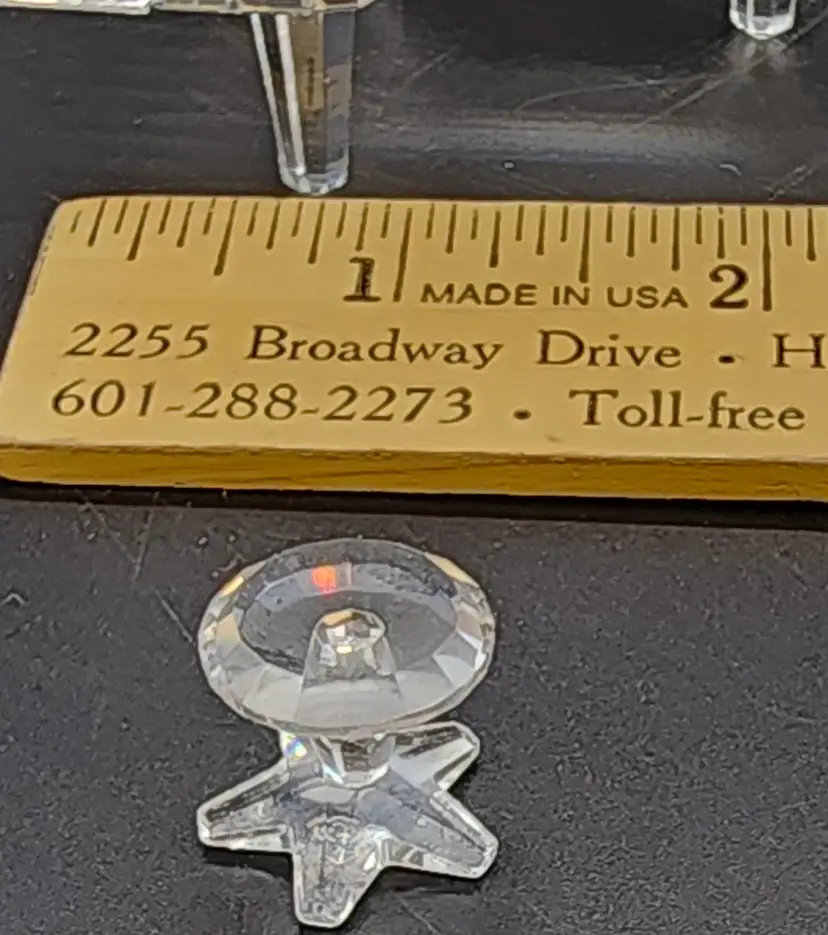 1 MADE IN USA 2
2255 Broadway Drive • H
601-288-2273 • Toll-free